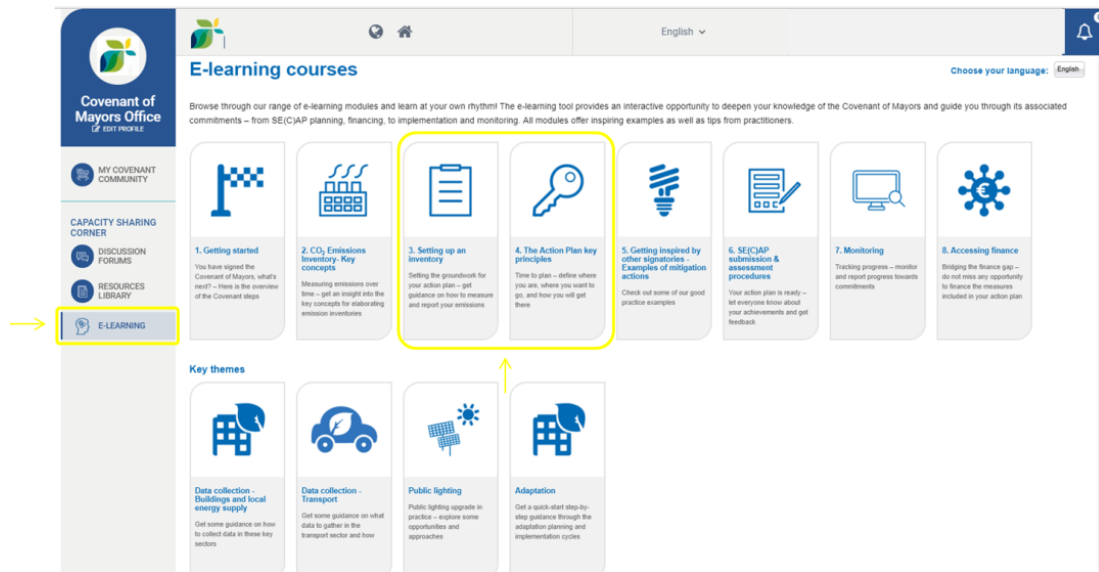 English
E-learning courses
Choose your language: English
Covenant of
Mayors Office
EDIT PROFILE
Browse through our range of e-learning modules and learn at your own rhythm! The e-learning tool provides an interactive opportunity to deepen your knowledge of the Covenant of Mayors and guide you through its associated
commitments – from SE(C)AP planning, financing, to implementation and monitoring. All modules offer inspiring examples as well as tips from practitioners.
MY COVENANT
COMMUNITY
CAPACITY SHARING
CORNER
DISCUSSION
FORUMS
RESOURCES
LIBRARY
E-LEARNING
1. Getting started
You have signed the
Covenant of Mayors, what's
next? – Here is the overview
of the Covenant steps
2. CO₂ Emissions
Inventory- Key
concepts
Measuring emissions over
time – get an insight into the
key concepts for elaborating
emission inventories
3. Setting up an
inventory
Setting the groundwork for
your action plan – get
guidance on how to measure
and report your emissions
4. The Action Plan key
principles
Time to plan – define where
you are, where you want to
go, and how you will get
there
5. Getting inspired by
other signatories -
Examples of mitigation
actions
Check out some of our good
practice examples
6. SE(C)AP
submission &
assessment
procedures
Your action plan is ready –
let everyone know about
your achievements and get
feedback
7. Monitoring
Tracking progress – monitor
and report progress towards
commitments
8. Accessing finance
Bridging the finance gap –
do not miss any opportunity
to finance the measures
included in your action plan
Key themes
Data collection -
Buildings and local
energy supply
Get some guidance on how
to collect data in these key
sectors
Data collection -
Transport
Get some guidance on what
data to gather in the
transport sector and how
Public lighting
Public lighting upgrade in
practice – explore some
opportunities and
approaches
Adaptation
Get a quick-start step-by-
step guidance through the
adaptation planning and
implementation cycles